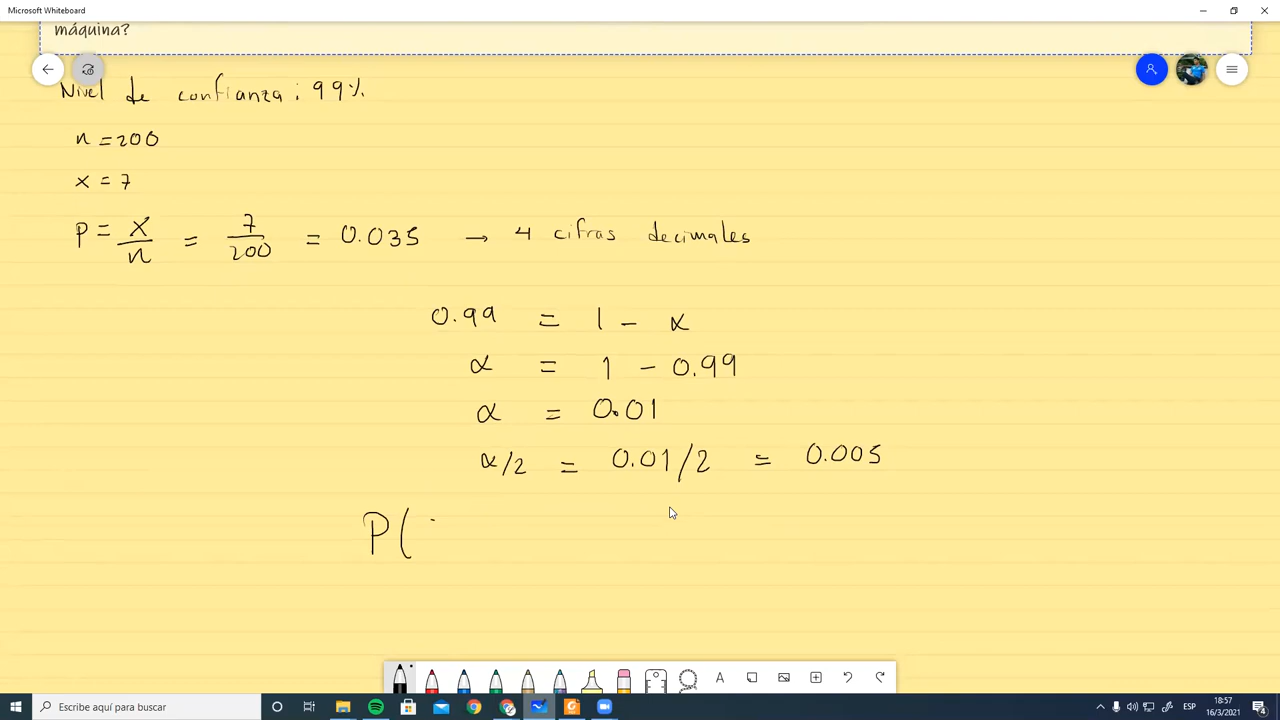 Microsoft Whiteboard
máquina?
Nivel de confianza: 99%
n = 200
x = 7
P = X/n = 7/200 = 0.035 → 4 cifras decimales
0.99 = 1 - α
α = 1 - 0.99
α = 0.01
α/2 = 0.01/2 = 0.005
P(
Escribe aquí para buscar
ESP
18:57
16/3/2021